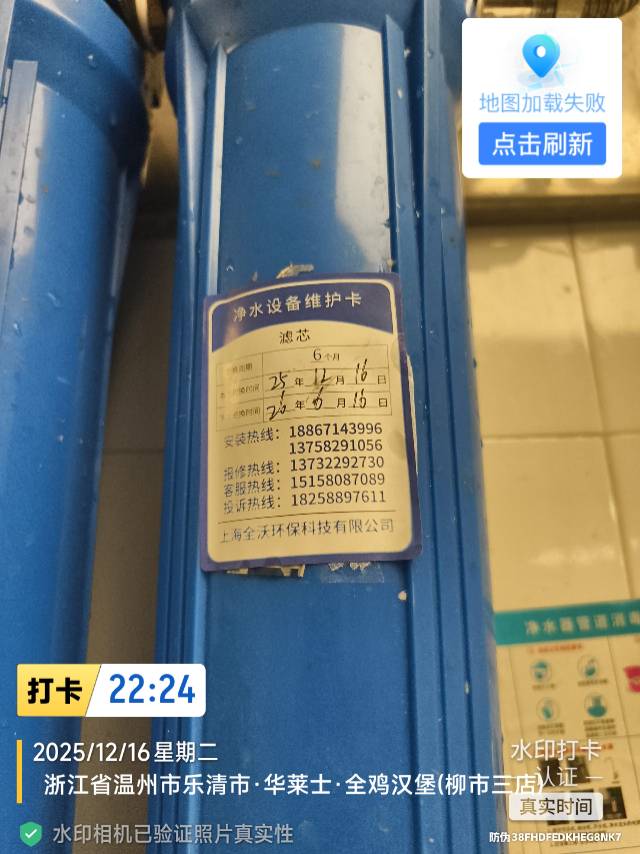 地图加载失败
点击刷新
净水设备维护卡
滤芯
6个月
25年12月16日
26年6月16日
安装热线：18867143996
13758291056
报修热线：13732292730
客服热线：15158087089
投诉热线：18258897611
上海全沃环保科技有限公司
净水器管道消毒
打卡 22:24
2025/12/16 星期二
浙江省温州市乐清市·华莱士·全鸡汉堡(柳市三店)
水印打卡
认证
真实时间
水印相机已验证照片真实性
防伪38FHDFEDKHEG8NK7